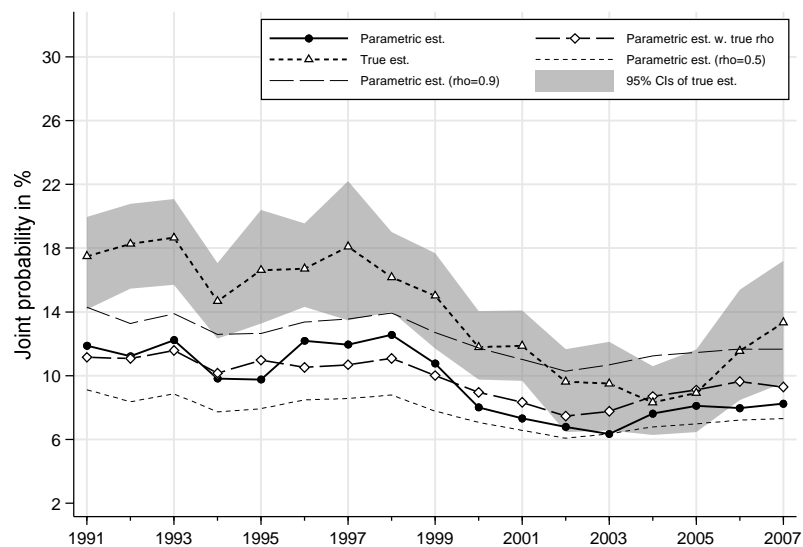 Parametric est.
Parametric est. w. true rho
True est.
Parametric est. (rho=0.5)
Parametric est. (rho=0.9)
95% CIs of true est.
Joint probability in %
30
26
22
18
14
10
6
2
1991 1993 1995 1997 1999 2001 2003 2005 2007